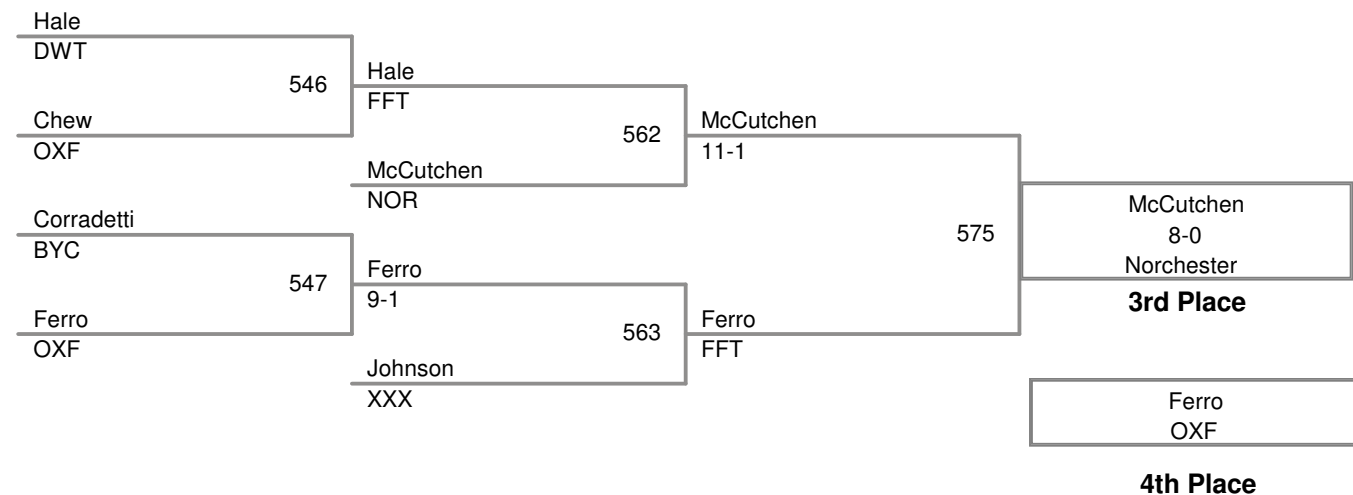 Hale
DWT
546
Chew
OXF
Hale
FFT
562
McCutchen
NOR
Corradetti
BYC
547
Ferro
OXF
Ferro
9-1
563
Johnson
XXX
McCutchen
11-1
575
Ferro
FFT
McCutchen
8-0
Norchester
3rd Place
Ferro
OXF
4th Place